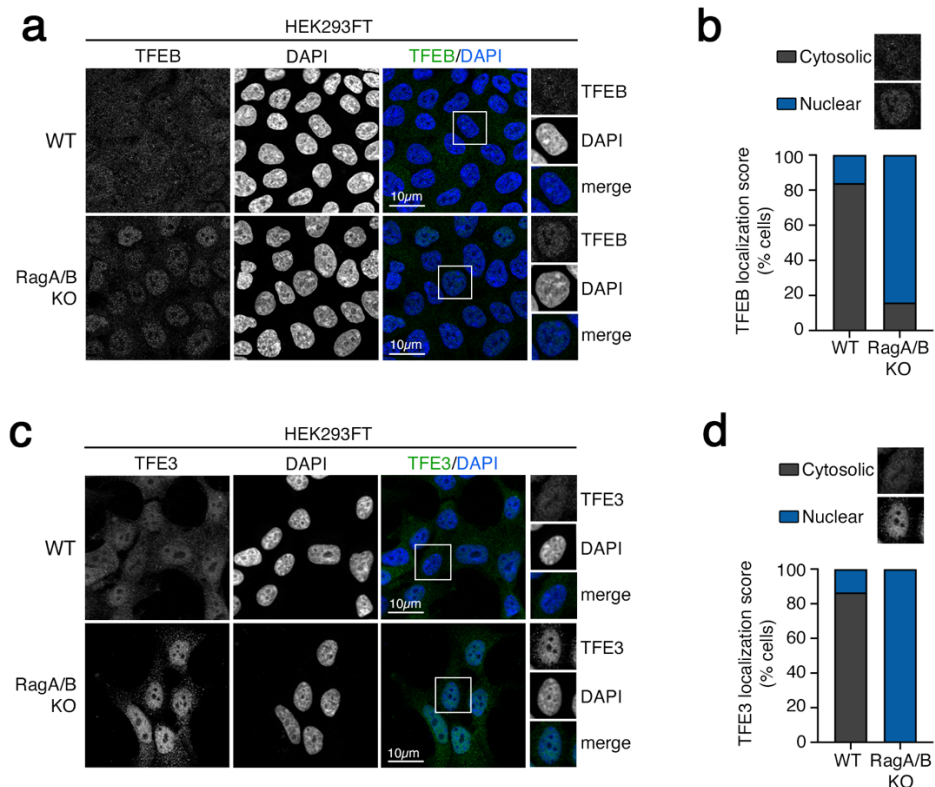 a
HEK293FT
TFEB DAPI TFEB/DAPI
WT
TFEB
DAPI
merge
10µm
RagA/B
KO
TFEB
DAPI
merge
10µm
b
Cytosolic
Nuclear
TFEB localization score
(% cells)
100
80
60
40
20
0
WT RagA/B
KO
c
HEK293FT
TFE3 DAPI TFE3/DAPI
WT
TFE3
DAPI
merge
10µm
RagA/B
KO
TFE3
DAPI
merge
10µm
d
Cytosolic
Nuclear
TFE3 localization score
(% cells)
100
80
60
40
20
0
WT RagA/B
KO